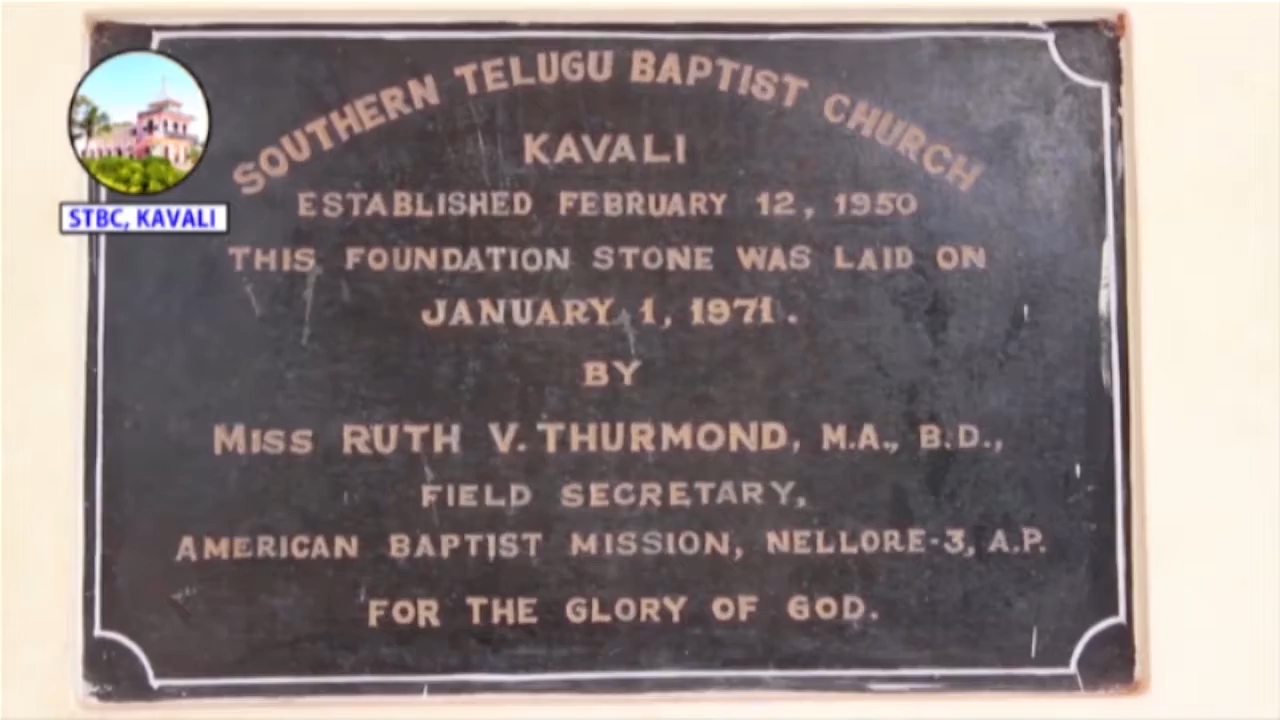 SOUTHERN TELUGU BAPTIST CHURCH
KAVALI
ESTABLISHED FEBRUARY 12, 1950
THIS FOUNDATION STONE WAS LAID ON
JANUARY 1, 1971.
BY
MISS RUTH V. THURMOND, M.A., B.D.,
FIELD SECRETARY,
AMERICAN BAPTIST MISSION, NELLORE-3, A.P.
FOR THE GLORY OF GOD.
STBC, KAVALI